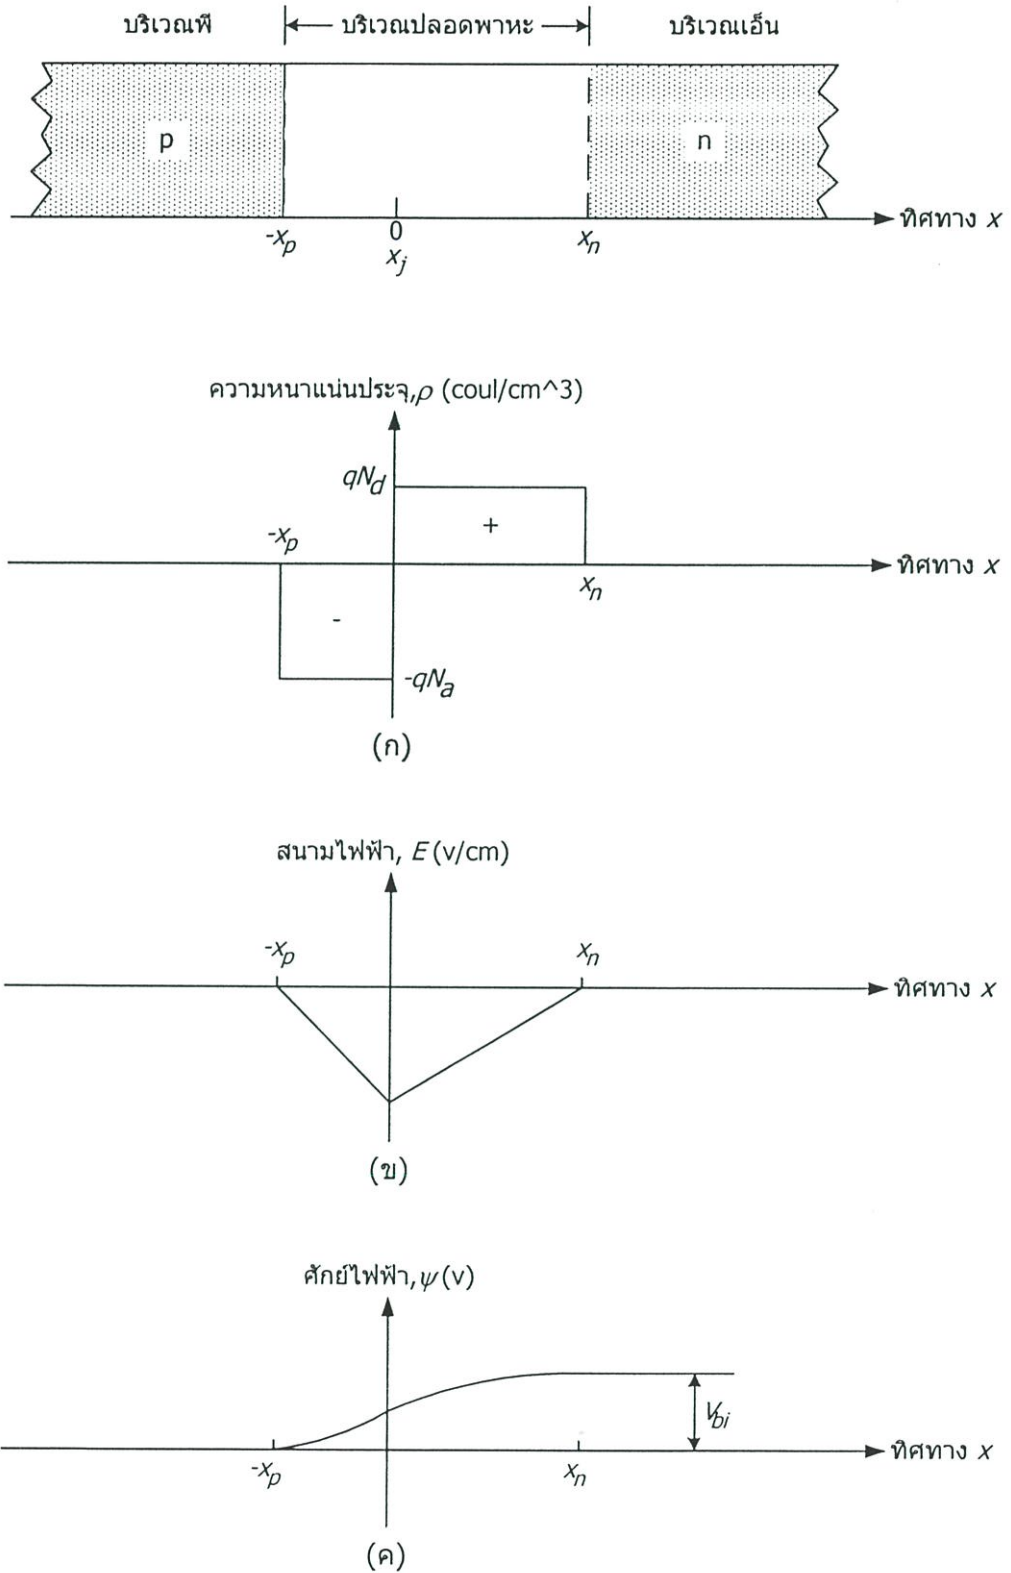 บริเวณพี บริเวณปลอดพาหะ บริเวณเอ็น
p n
-xp 0 xn ทิศทาง x
xj
ความหนาแน่นประจุ,ρ (coul/cm^3)
qNd
+
-xp
ทิศทาง x
xn
-
-qNa
(ก)
สนามไฟฟ้า, E (v/cm)
-xp xn
ทิศทาง x
(ข)
ศักย์ไฟฟ้า,ψ (v)
Vbi
ทิศทาง x
-xp xn
(ค)